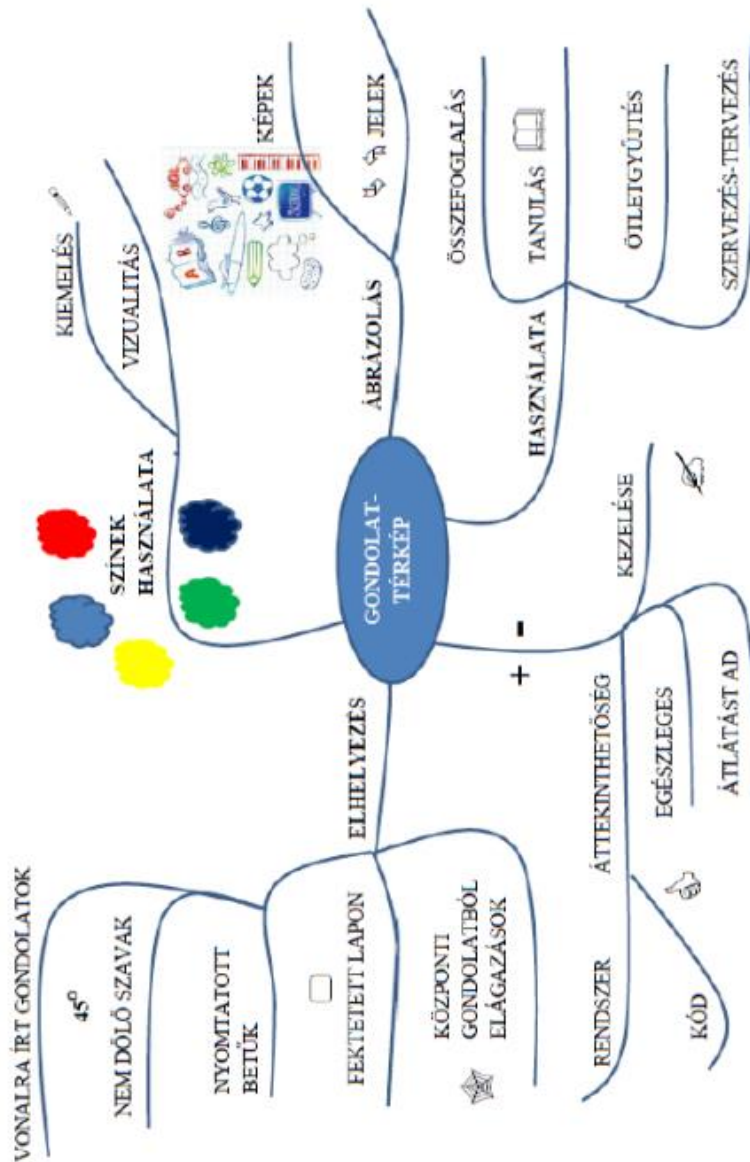 VONALRA ÍRT GONDOLATOK
45°
NEM DŐLŐ SZAVAK
NYOMTATOTT
BETŰK
FEKTETETT LAPON
KÖZPONTI
GONDOLATBÓL
ELÁGAZÁSOK
ELHELYEZÉS
SZÍNEK
HASZNÁLATA
KIEMELÉS
VIZUALITÁS
GONDOLAT-
TÉRKÉP
ÁBRÁZOLÁS
KÉPEK
JELEK
HASZNÁLATA
ÖSSZEFOGLALÁS
TANULÁS
ÖTLETGYŰJTÉS
SZERVEZÉS-TERVEZÉS
+ -
KEZELÉSE
ÁTTEKINTHETŐSÉG
EGÉSZLEGES
ÁTLÁTÁST AD
RENDSZER
KÓD